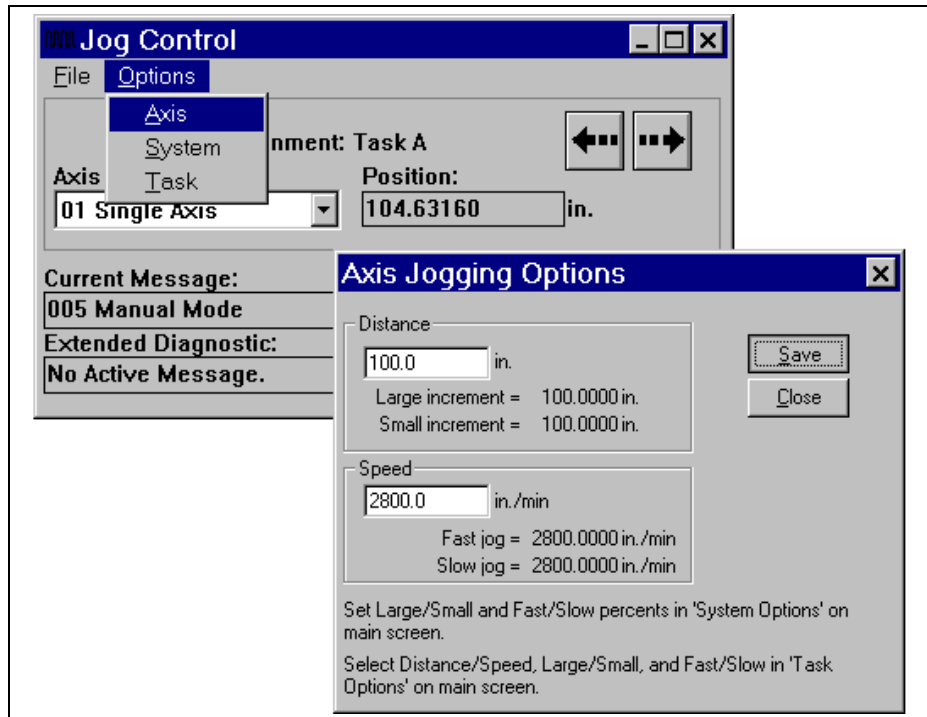 Jog Control
File Options
Axis
System
Task
nment: Task A
Axis
Position:
01 Single Axis
104.63160 in.
Current Message:
005 Manual Mode
Extended Diagnostic:
No Active Message.
Axis Jogging Options
Distance
100.0 in.
Large increment = 100.0000 in.
Small increment = 100.0000 in.
Save
Close
Speed
2800.0 in./min
Fast jog = 2800.0000 in./min
Slow jog = 2800.0000 in./min
Set Large/Small and Fast/Slow percents in 'System Options' on
main screen.
Select Distance/Speed, Large/Small, and Fast/Slow in 'Task
Options' on main screen.